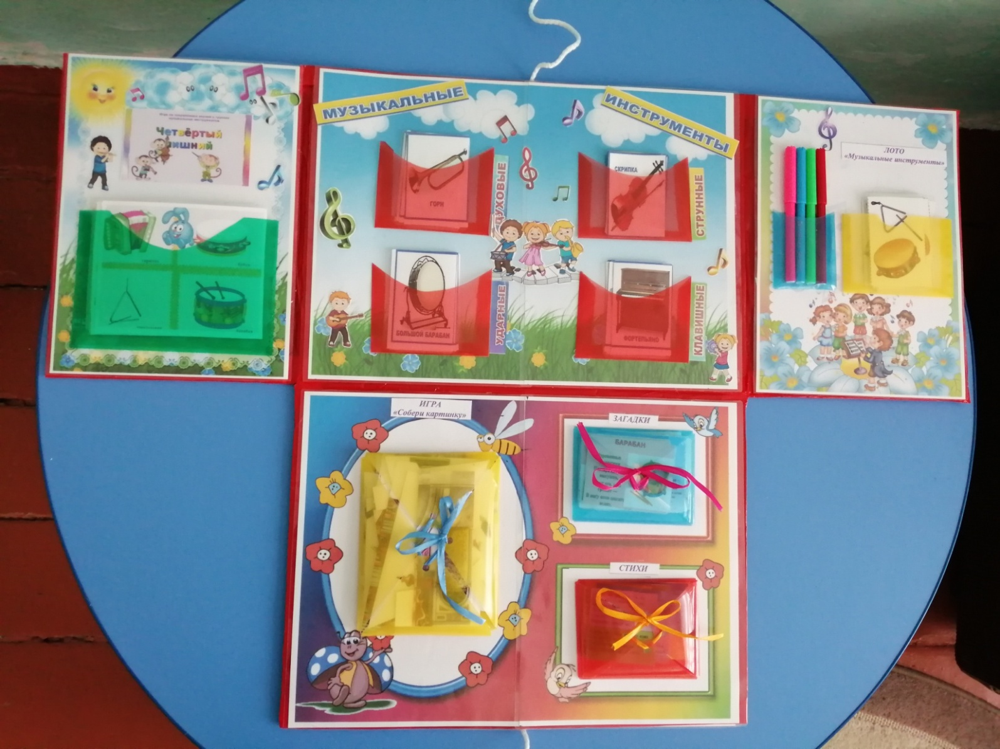 Четвёртый
лишний
МУЗЫКАЛЬНЫЕ
ИНСТРУМЕНТЫ
ГОРН
ДУХОВЫЕ
СКРИПКА
СТРУННЫЕ
БОЛЬШОЙ БАРАБАН
УДАРНЫЕ
ФОРТЕПЬЯНО
КЛАВИШНЫЕ
ЛОТО
«Музыкальные инструменты»
ИГРА
«Собери картинку»
ЗАГАДКИ
БАРАБАН
СТИХИ